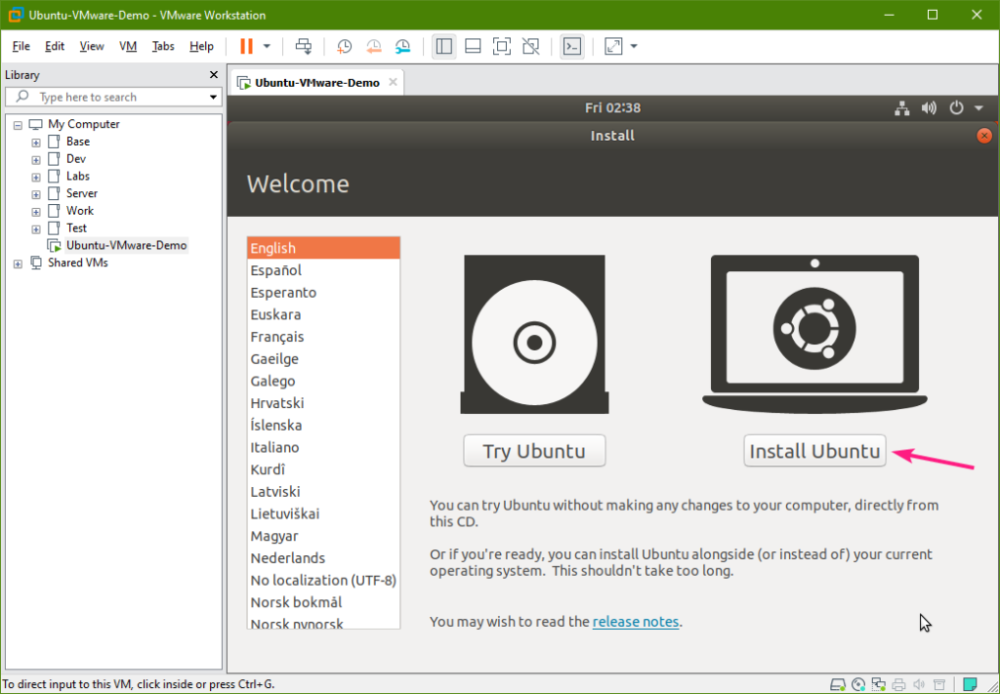 Ubuntu-VMware-Demo - VMware Workstation
File Edit View VM Tabs Help
Library
Type here to search
My Computer
Base
Dev
Labs
Server
Work
Test
Ubuntu-VMware-Demo
Shared VMs
Ubuntu-VMware-Demo
Fri 02:38
Install
Welcome
English
Español
Esperanto
Euskara
Français
Gaeilge
Galego
Hrvatski
Íslenska
Italiano
Kurdî
Latviski
Lietuviškai
Magyar
Nederlands
No localization (UTF-8)
Norsk bokmål
Norsk nynorsk
Try Ubuntu
Install Ubuntu
You can try Ubuntu without making any changes to your computer, directly from
this CD.
Or if you're ready, you can install Ubuntu alongside (or instead of) your current
operating system. This shouldn't take too long.
You may wish to read the release notes.
To direct input to this VM, click inside or press Ctrl+G.